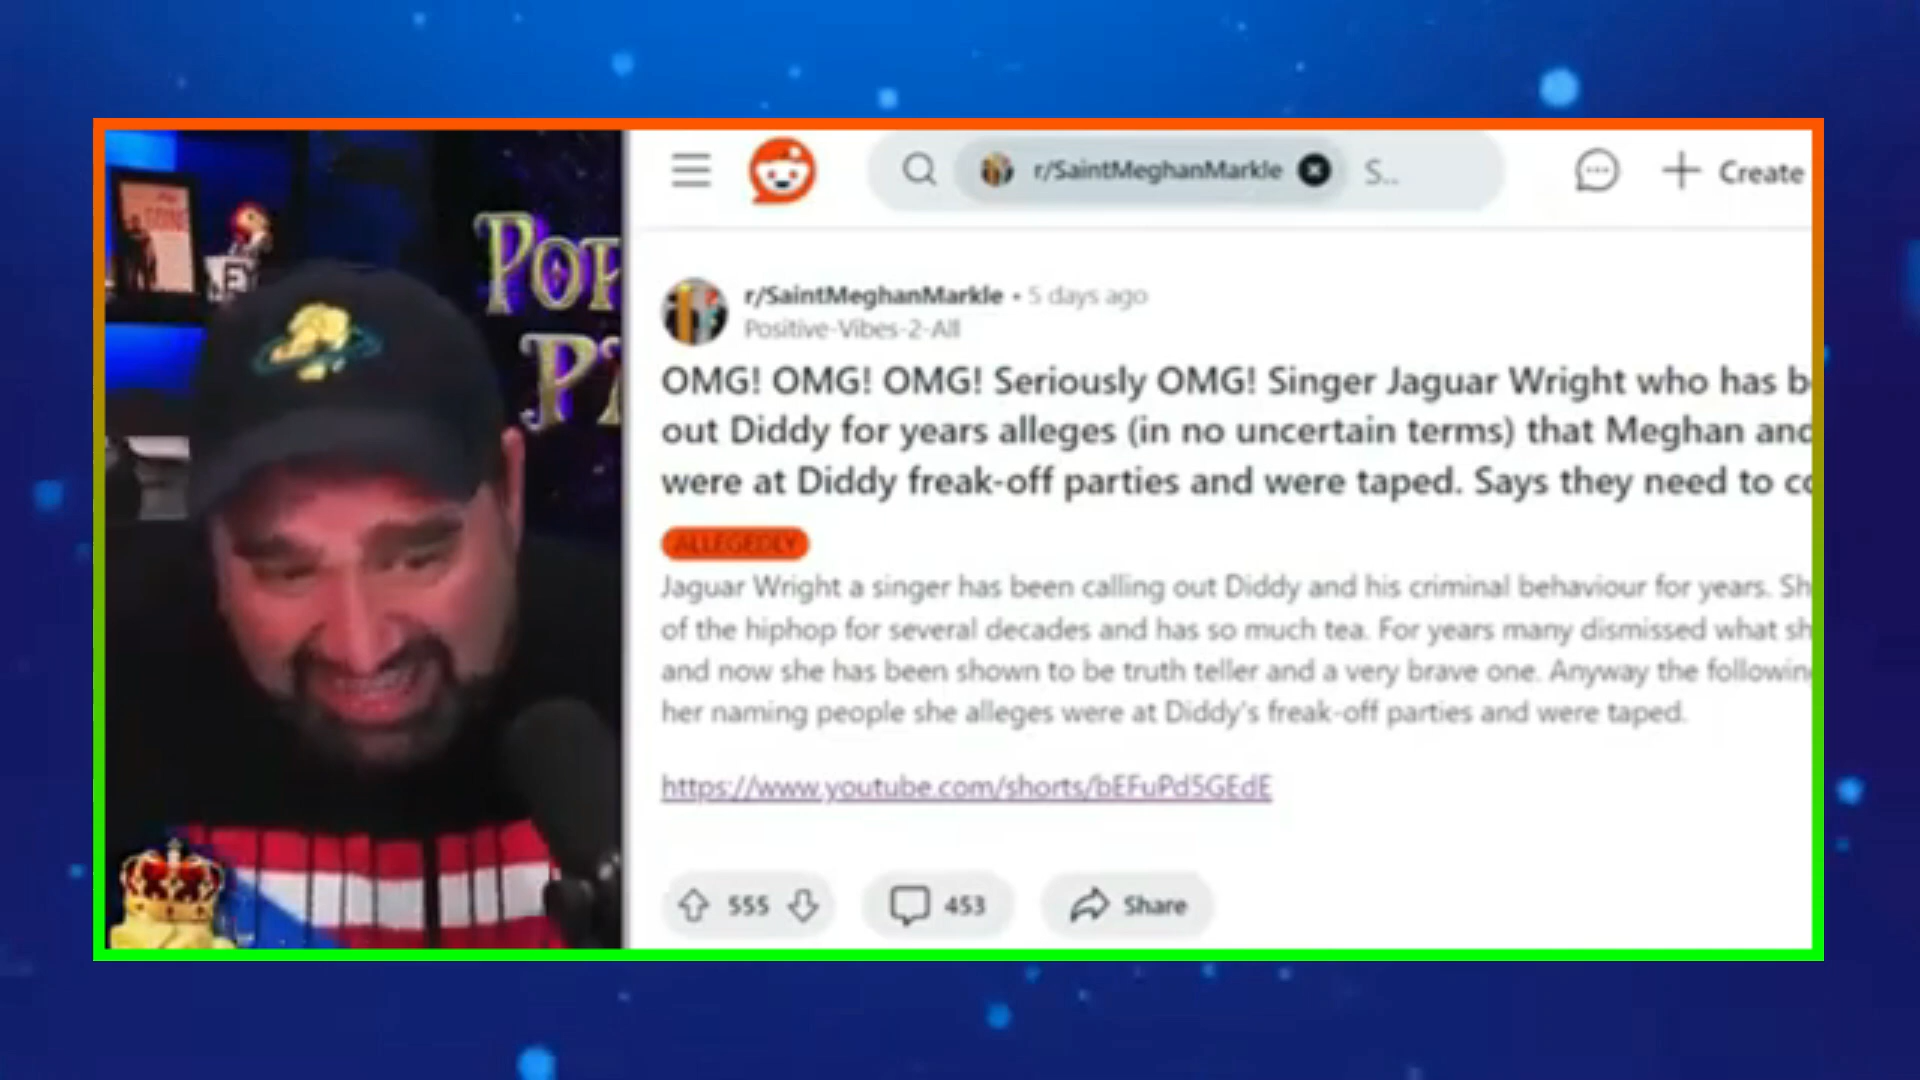 POP
P
r/SaintMeghanMarkle
S..
Create
r/SaintMeghanMarkle • 5 days ago
Positive-Vibes-2-All
OMG! OMG! OMG! Seriously OMG! Singer Jaguar Wright who has b
out Diddy for years alleges (in no uncertain terms) that Meghan and
were at Diddy freak-off parties and were taped. Says they need to co
ALLEGEDLY
Jaguar Wright a singer has been calling out Diddy and his criminal behaviour for years. Sh
of the hiphop for several decades and has so much tea. For years many dismissed what sh
and now she has been shown to be truth teller and a very brave one. Anyway the following
her naming people she alleges were at Diddy's freak-off parties and were taped.
https://www.youtube.com/shorts/bEFuPd5GEdE
555
453
Share